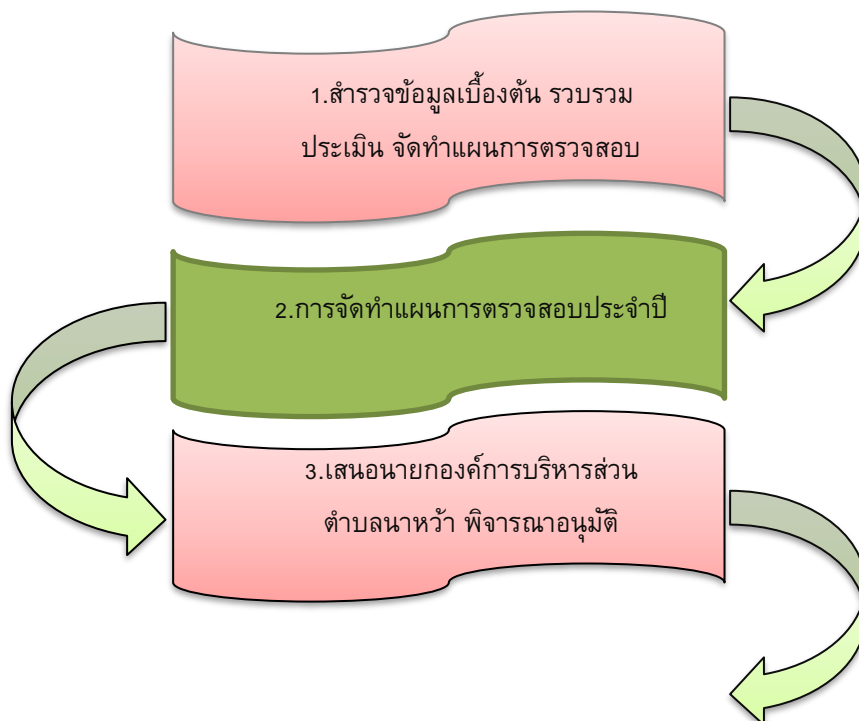 1.สำรวจข้อมูลเบื้องต้น รวบรวม
ประเมิน จัดทำแผนการตรวจสอบ
2.การจัดทำแผนการตรวจสอบประจำปี
3.เสนอนายกองค์การบริหารส่วน
ตำบลนาหว้า พิจารณาอนุมัติ